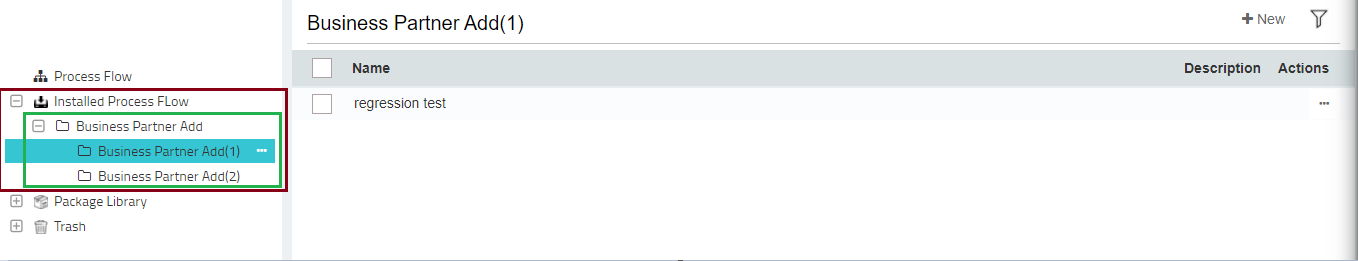 Business Partner Add(1)
New
Name Description Actions
regression test
Process Flow
Installed Process FLow
Business Partner Add
Business Partner Add(1)
Business Partner Add(2)
Package Library
Trash